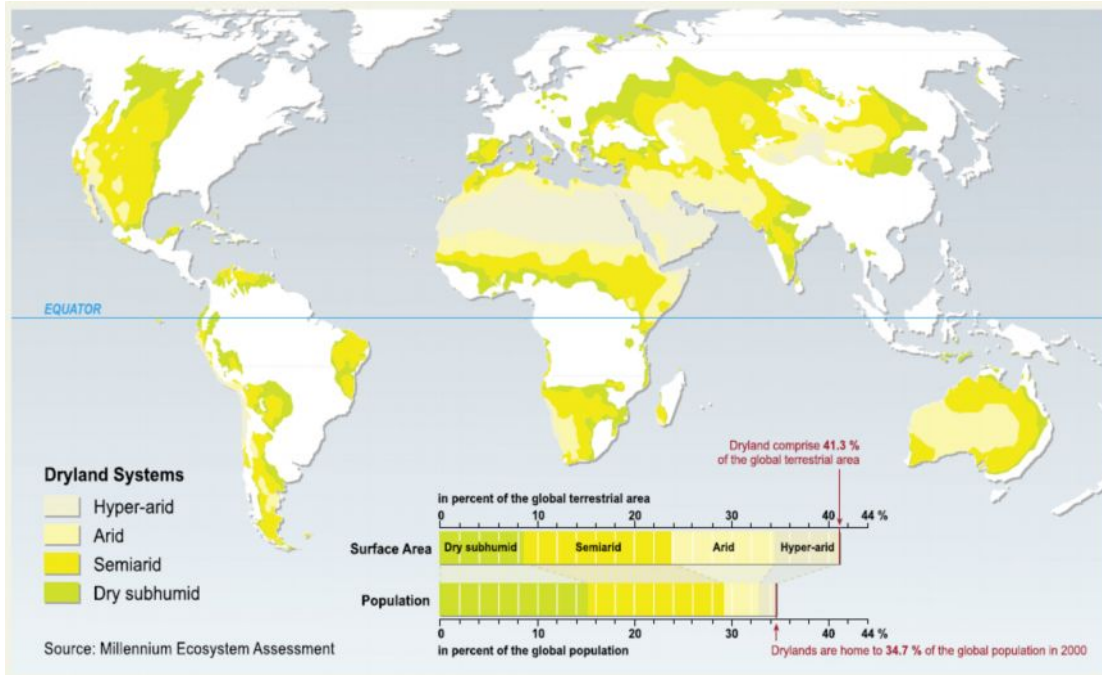 EQUATOR
Dryland Systems
Hyper-arid
Arid
Semiarid
Dry subhumid
Source: Millennium Ecosystem Assessment
Dryland comprise 41.3 %
of the global terrestrial area
in percent of the global terrestrial area
0 10 20 30 40 44 %
Surface Area Dry subhumid Semiarid Arid Hyper-arid
Population
0 10 20 30 40 44 %
in percent of the global population
Drylands are home to 34.7 % of the global population in 2000